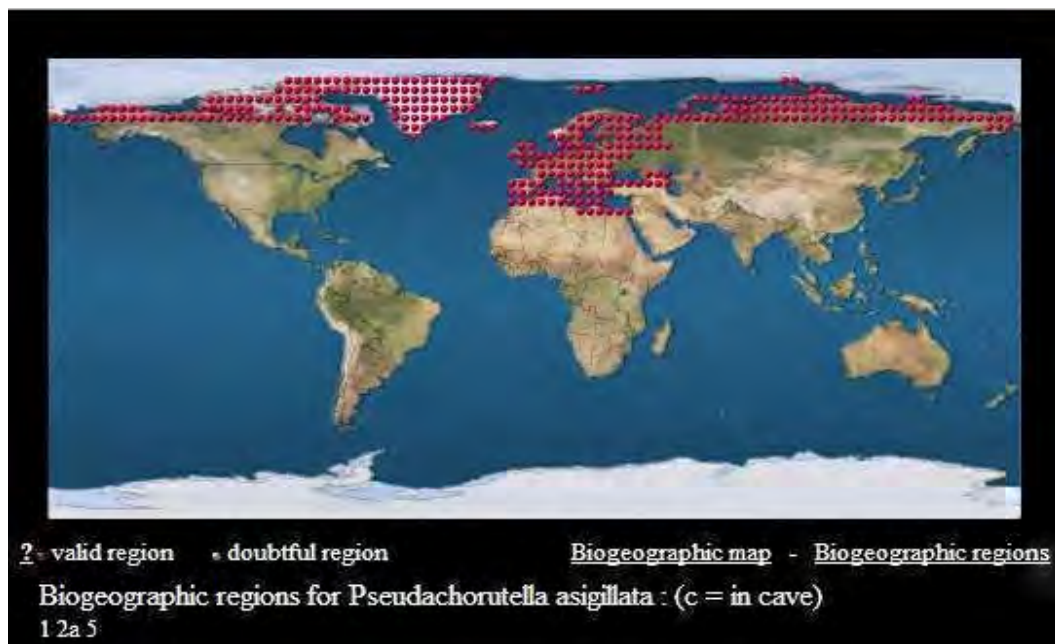 ? - valid region - doubtful region Biogeographic map - Biogeographic regions
Biogeographic regions for Pseudachorutella asigillata : (c = in cave)
1 2a 5